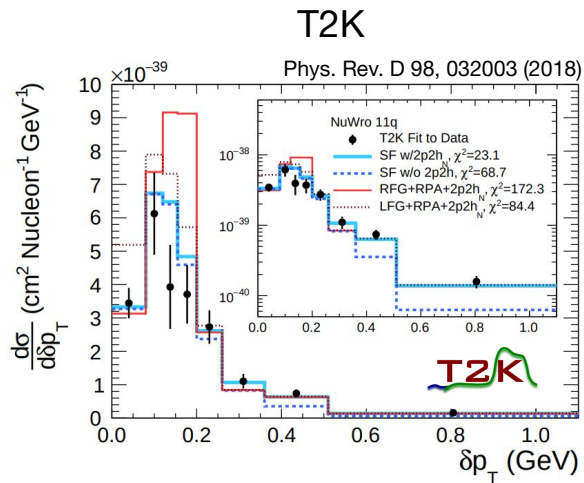 T2K
Phys. Rev. D 98, 032003 (2018)
×10⁻³⁹
10
9
8
7
6
5
4
3
2
1
0
dσ/dδp_T (cm² Nucleon⁻¹ GeV⁻¹)
NuWro 11q
T2K Fit to Data
SF w/2p2h_N, χ²=23.1
SF w/o 2p2h, χ²=68.7
RFG+RPA+2p2h_N, χ²=172.3
LFG+RPA+2p2h_N, χ²=84.4
10⁻³⁸
10⁻³⁹
10⁻⁴⁰
0.0 0.2 0.4 0.6 0.8 1.0
T2K
0.0 0.2 0.4 0.6 0.8 1.0
δp_T (GeV)